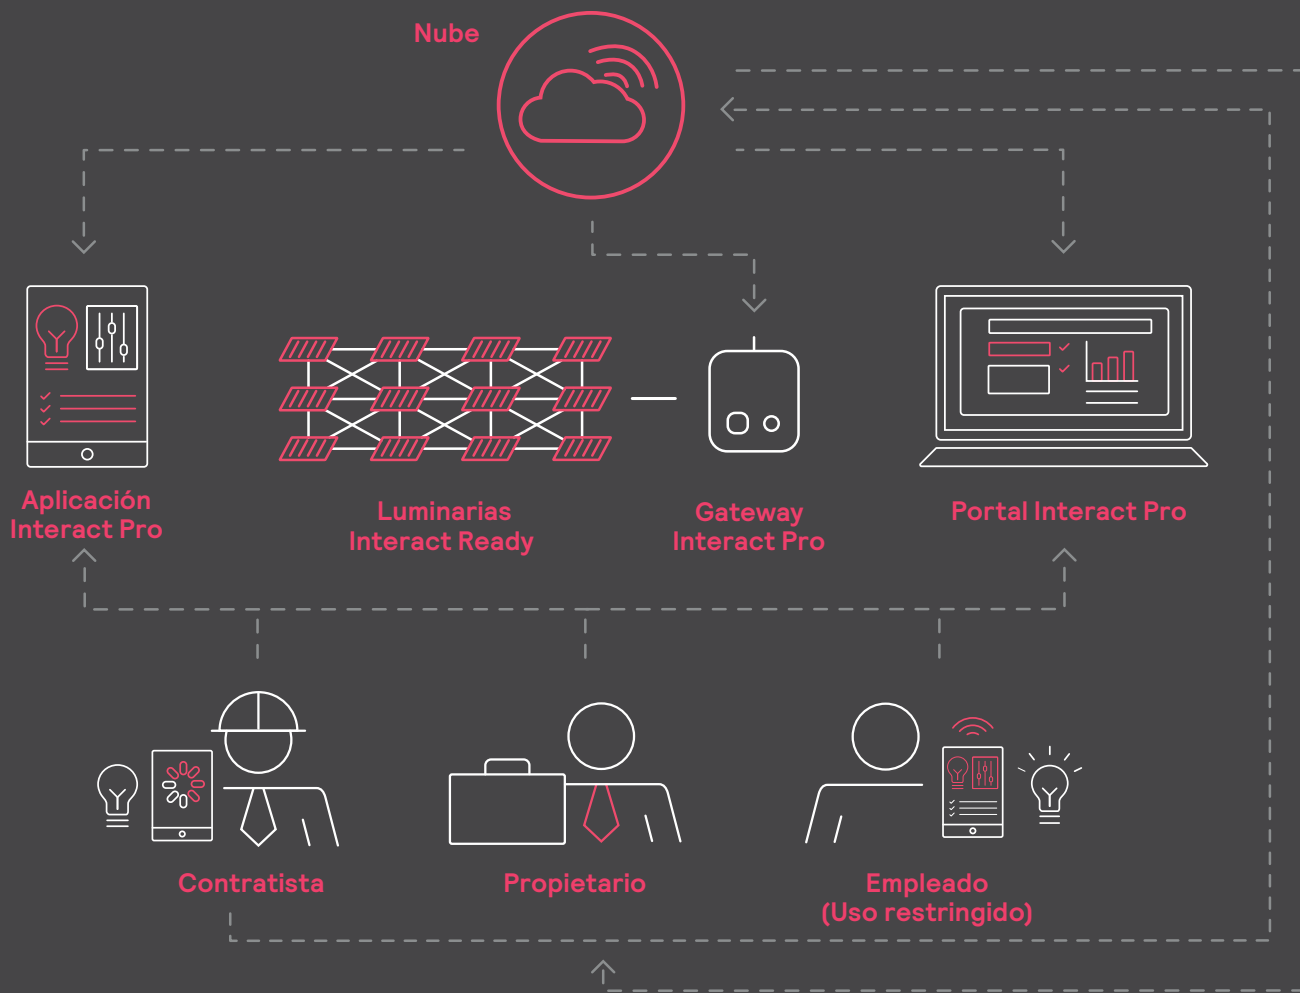 Nube
Aplicación
Interact Pro
Luminarias
Interact Ready
Gateway
Interact Pro
Portal Interact Pro
Contratista
Propietario
Empleado
(Uso restringido)